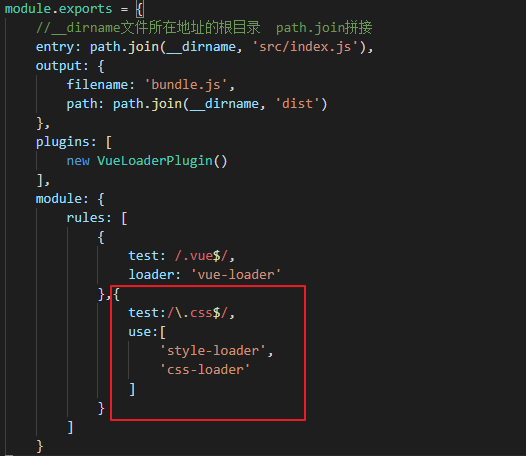 module.exports = {
    //__dirname文件所在地址的根目录  path.join拼接
    entry: path.join(__dirname, 'src/index.js'),
    output: {
        filename: 'bundle.js',
        path: path.join(__dirname, 'dist')
    },
    plugins: [
        new VueLoaderPlugin()
    ],
    module: {
        rules: [
            {
                test: /.vue$/,
                loader: 'vue-loader'
            },{
                test:/\.css$/,
                use:[
                    'style-loader',
                    'css-loader'
                ]
            }
        ]
    }